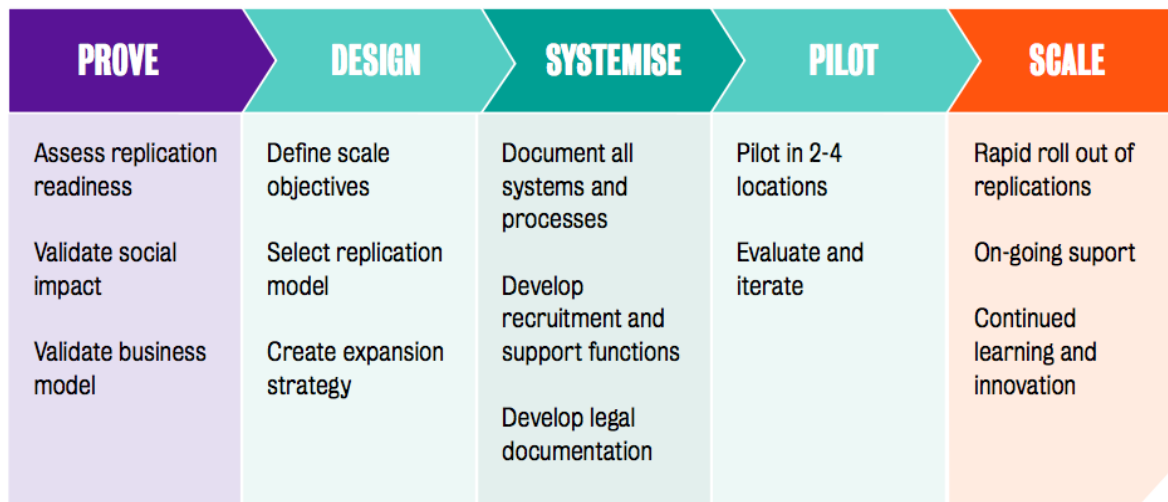 PROVE
DESIGN
SYSTEMISE
PILOT
SCALE
Assess replication
readiness
Validate social
impact
Validate business
model
Define scale
objectives
Select replication
model
Create expansion
strategy
Document all
systems and
processes
Develop
recruitment and
support functions
Develop legal
documentation
Pilot in 2-4
locations
Evaluate and
iterate
Rapid roll out of
replications
On-going suport
Continued
learning and
innovation